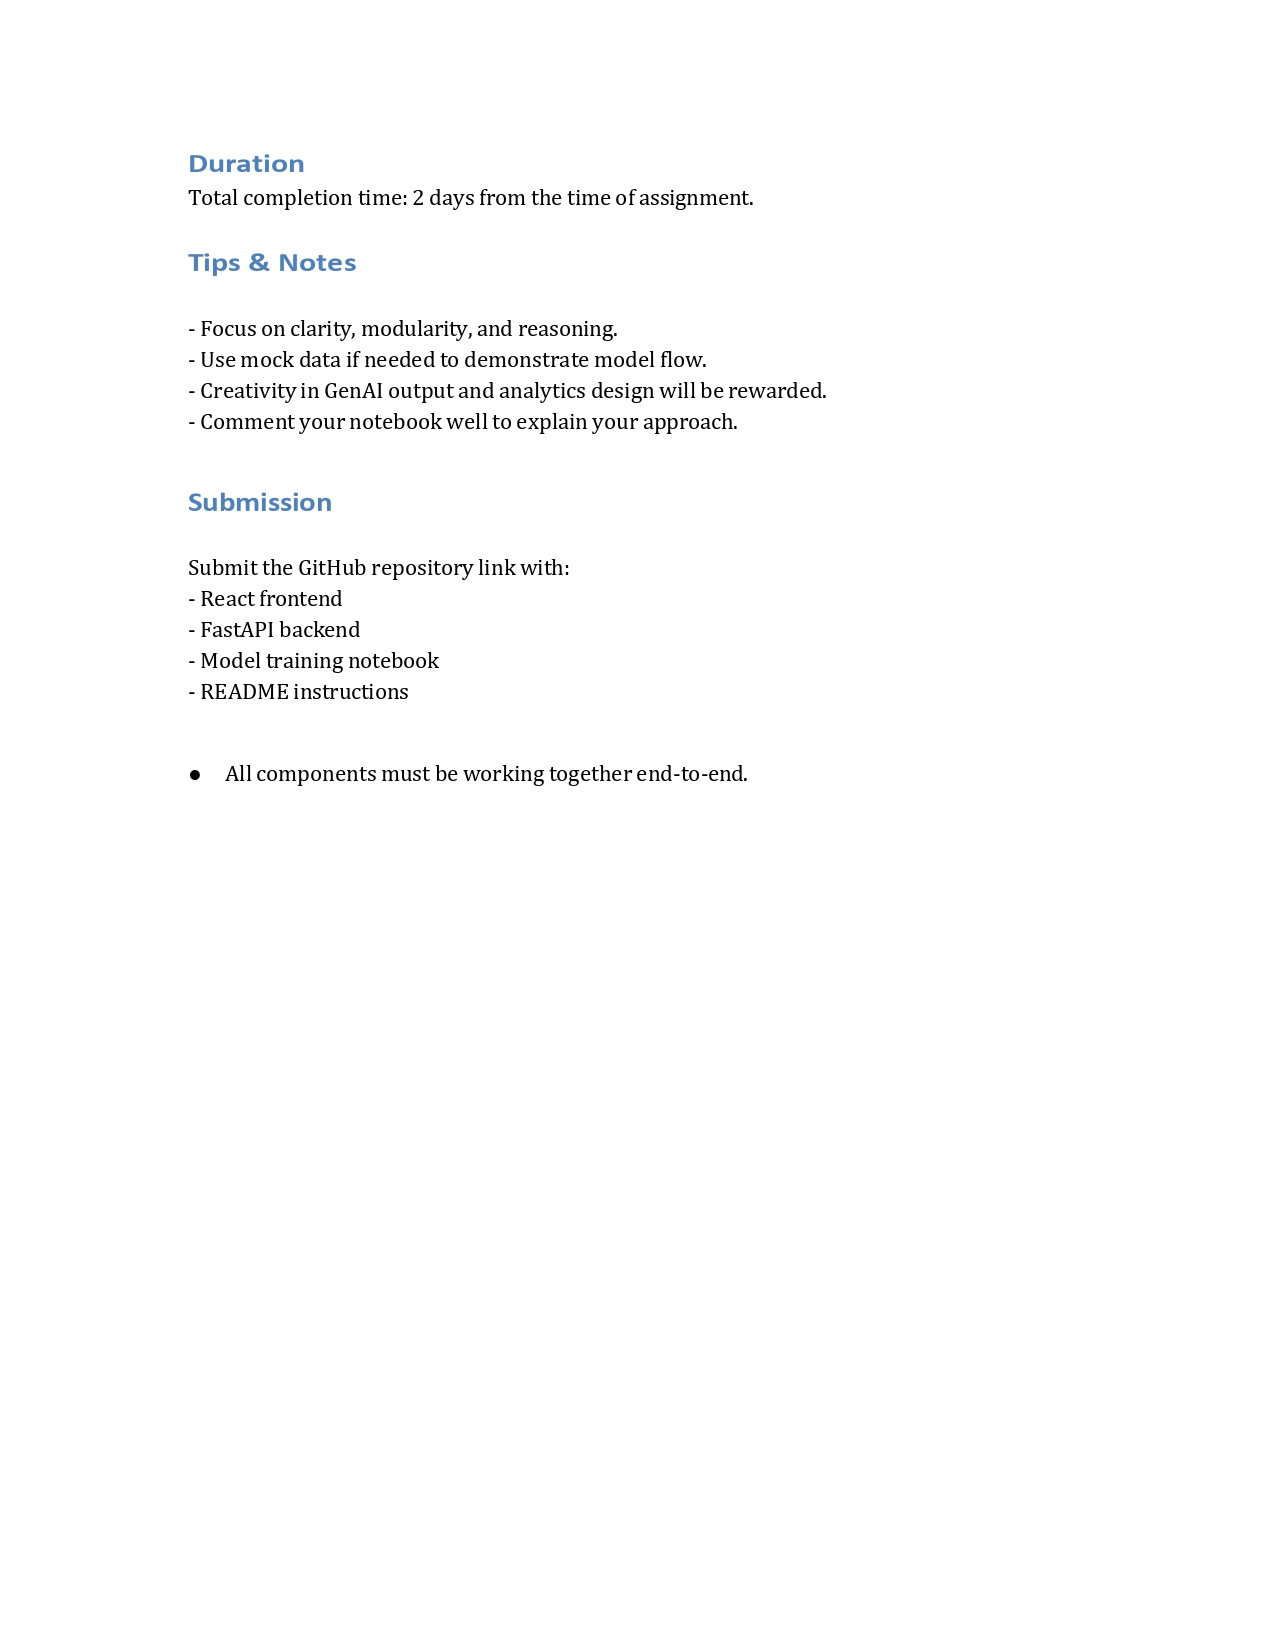 Duration
Total completion time: 2 days from the time of assignment.
Tips & Notes
- Focus on clarity, modularity, and reasoning.
- Use mock data if needed to demonstrate model flow.
- Creativity in GenAI output and analytics design will be rewarded.
- Comment your notebook well to explain your approach.
Submission
Submit the GitHub repository link with:
- React frontend
- FastAPI backend
- Model training notebook
- README instructions
● All components must be working together end-to-end.